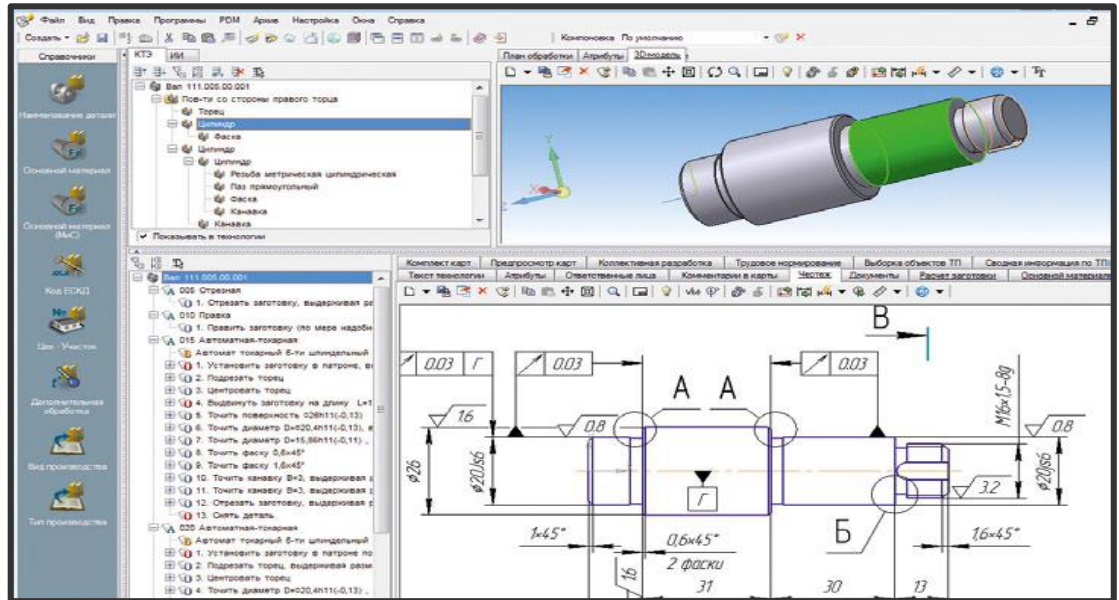 Файл Вид Правка Программы PDM Архив Настройка Окна Справка
Создать
Компоновка По умолчанию
Справочники
Наименование детали
Основной материал
Основной материал (МиС)
Код ЕСКД
Цех - Участок
Дополнительная обработка
Вид производства
Тип производства
КТЭ ИИ
Вал 111.005.00.001
Пов-ти со стороны правого торца
Торец
Цилиндр
Фаска
Цилиндр
Цилиндр
Резьба метрическая цилиндрическая
Паз прямоугольный
Фаска
Канавка
Канавка
Показывать в технологии
План обработки Атрибуты 3D модель
Вал 111.005.00.001
005 Отрезная
1. Отрезать заготовку, выдерживая ра
010 Правка
1. Править заготовку (по мере надобн
015 Автоматная-токарная
Автомат токарный 6-ти шпиндельный
1. Установить заготовку в патроне, в
2. Подрезать торец
3. Центровать торец
4. Выдвинуть заготовку на длину L=1
5. Точить поверхность ¤26h11(-0,13)
6. Точить диаметр D=¤20,4h11(-0,13), в
7. Точить диаметр D=15,86h11(-0,11) ,
8. Точить фаску 0,6x45°
9. Точить фаску 1,6x45°
10. Точить канавку B=3, выдерживая р
11. Точить канавку B=3, выдерживая р
12. Отрезать заготовку, выдерживая р
13. Снять деталь
020 Автоматная-токарная
Автомат токарный 6-ти шпиндельный
1. Установить заготовку в патроне по
2. Подрезать торец, выдерживая разм
3. Центровать торец
4. Точить диаметр D=¤20,4h11(-0,13) ,
Комплект карт Предпросмотр карт Коллективная разработка Трудовое нормирование Выборка объектов ТП Сводная информация по ТП
Текст технологии Атрибуты Ответственные лица Комментарии в карты Чертеж Документы Расчет заготовки Основной материал
В
0.03 Г
0.03
0.03
А А
1.6
0.8
0.8
M16x1,5-8g
⌀26
⌀20js6
Г
3.2
⌀20js6
Б
1x45°
0,6x45°
2 фаски
1,6x45°
1.6
31
30
13